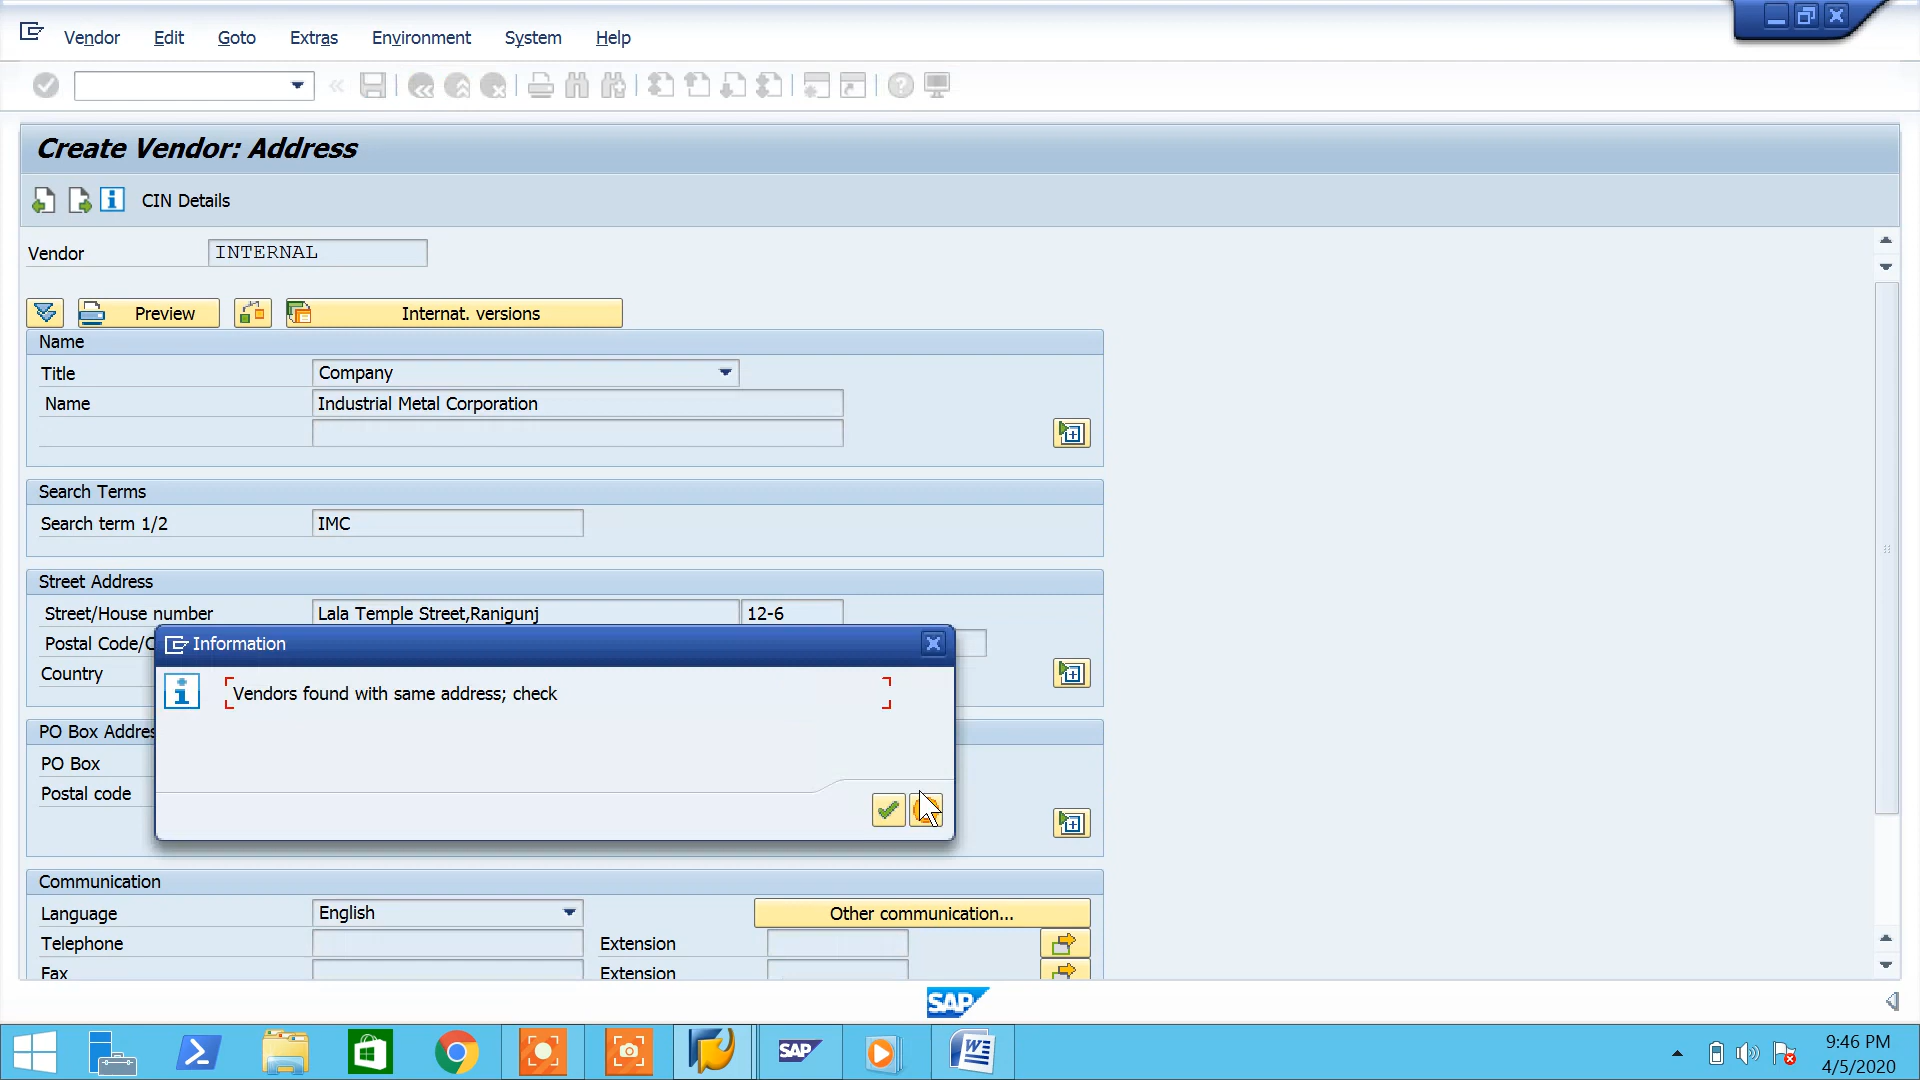 Vendor Edit Goto Extras Environment System Help
Create Vendor: Address
CIN Details
Vendor INTERNAL
Preview Internat. versions
Name
Title Company
Name Industrial Metal Corporation
Search Terms
Search term 1/2 IMC
Street Address
Street/House number Lala Temple Street,Ranigunj 12-6
Postal Code/C
Country
Information
Vendors found with same address; check
PO Box Addres
PO Box
Postal code
Communication
Language English Other communication...
Telephone Extension
Fax Extension
SAP
SAP
9:46 PM
4/5/2020